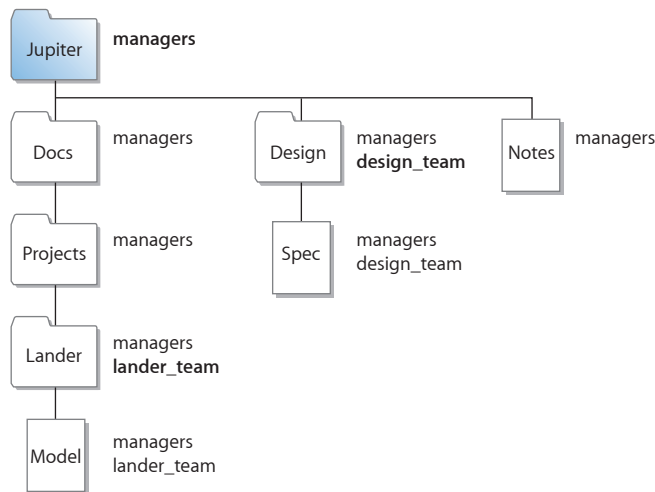 Jupiter
managers
Docs
managers
Design
managers
design_team
Notes
managers
Projects
managers
Spec
managers
design_team
Lander
managers
lander_team
Model
managers
lander_team